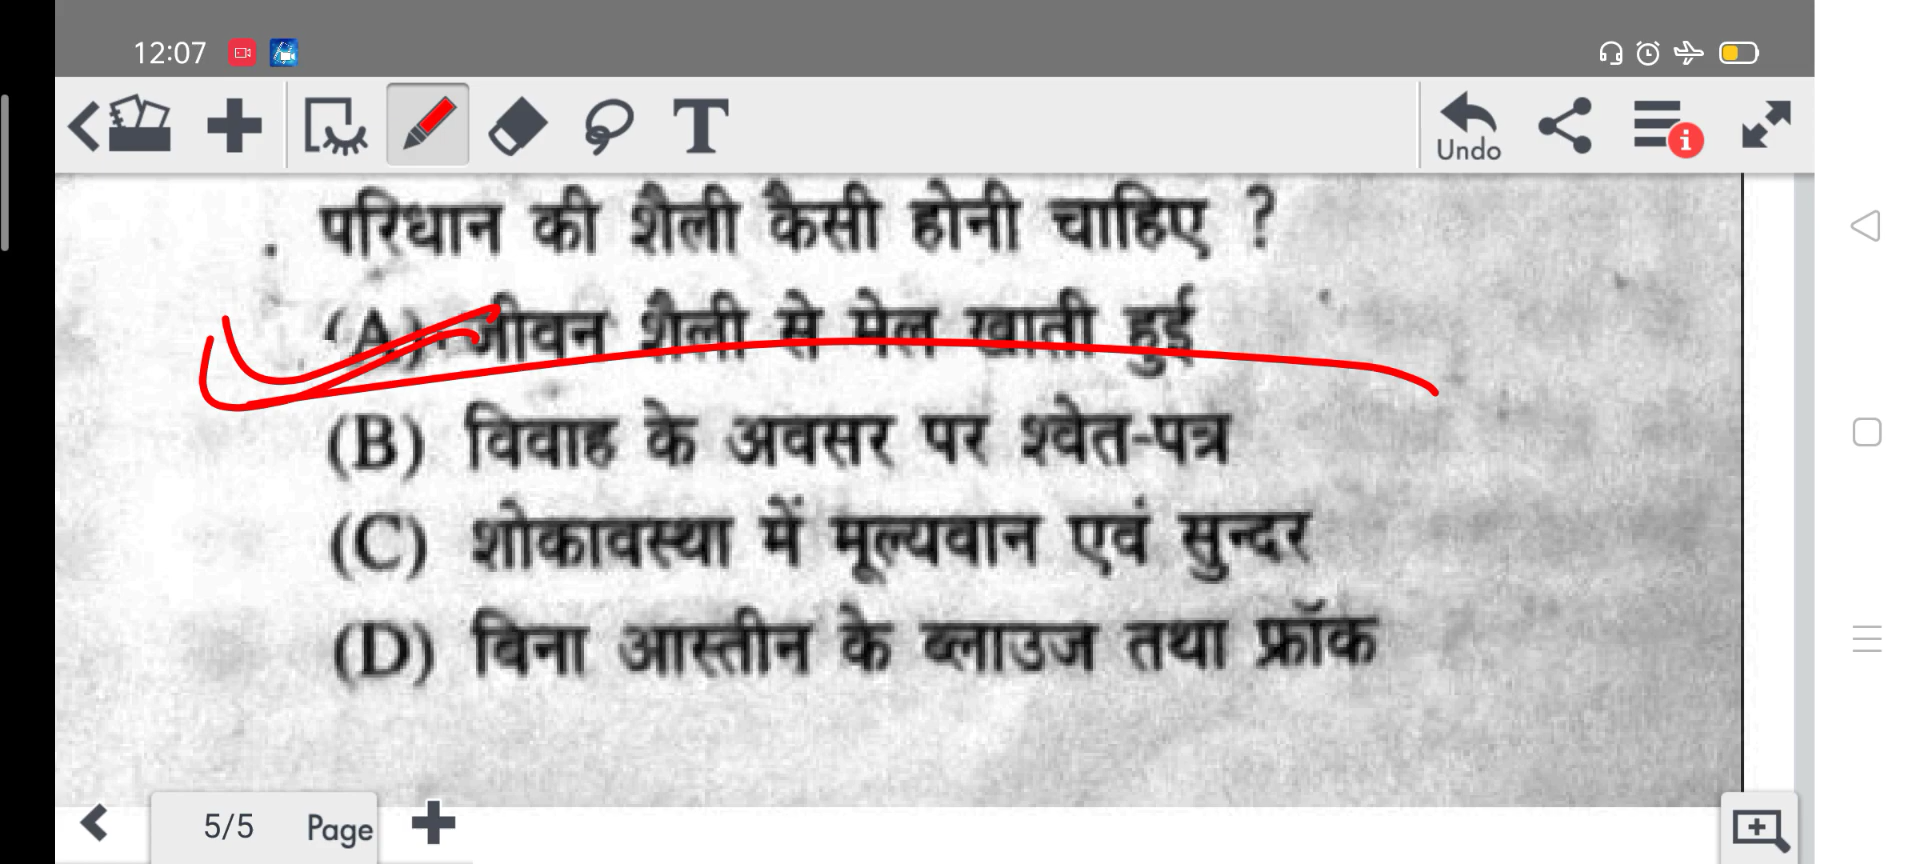 12:07
Undo
परिधान की शैली कैसी होनी चाहिए ?
(A) जीवन शैली से मेल खाती हुई
(B) विवाह के अवसर पर श्वेत-पत्र
(C) शोकावस्था में मूल्यवान एवं सुन्दर
(D) बिना आस्तीन के ब्लाउज तथा फ्रॉक
5/5 Page